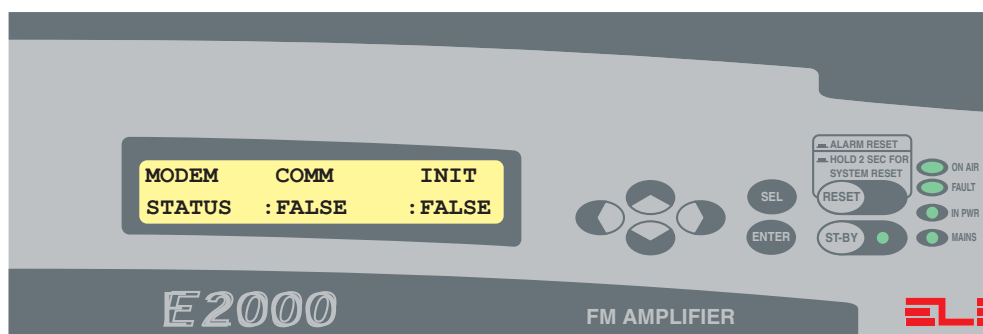 MODEM COMM INIT
STATUS :FALSE :FALSE
ALARM RESET
HOLD 2 SEC FOR
SYSTEM RESET
SEL
RESET
ENTER
ST-BY
ON AIR
FAULT
IN PWR
MAINS
E2000
FM AMPLIFIER